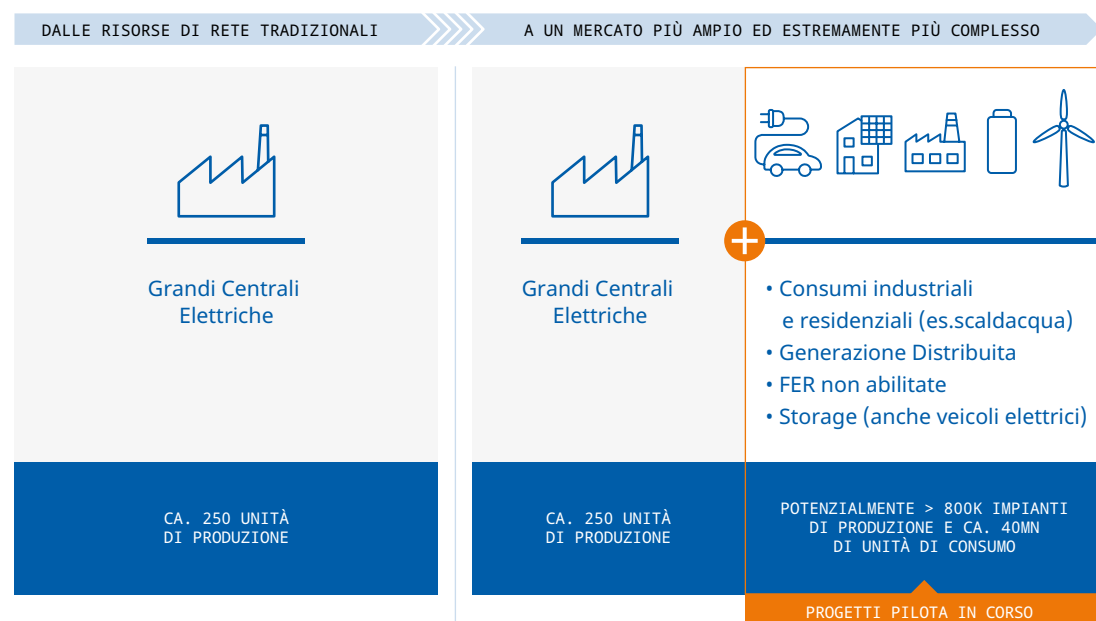 DALLE RISORSE DI RETE TRADIZIONALI
A UN MERCATO PIÙ AMPIO ED ESTREMAMENTE PIÙ COMPLESSO
Grandi Centrali
Elettriche
CA. 250 UNITÀ
DI PRODUZIONE
Grandi Centrali
Elettriche
CA. 250 UNITÀ
DI PRODUZIONE
• Consumi industriali
e residenziali (es.scaldacqua)
• Generazione Distribuita
• FER non abilitate
• Storage (anche veicoli elettrici)
POTENZIALMENTE > 800K IMPIANTI
DI PRODUZIONE E CA. 40MN
DI UNITÀ DI CONSUMO
PROGETTI PILOTA IN CORSO